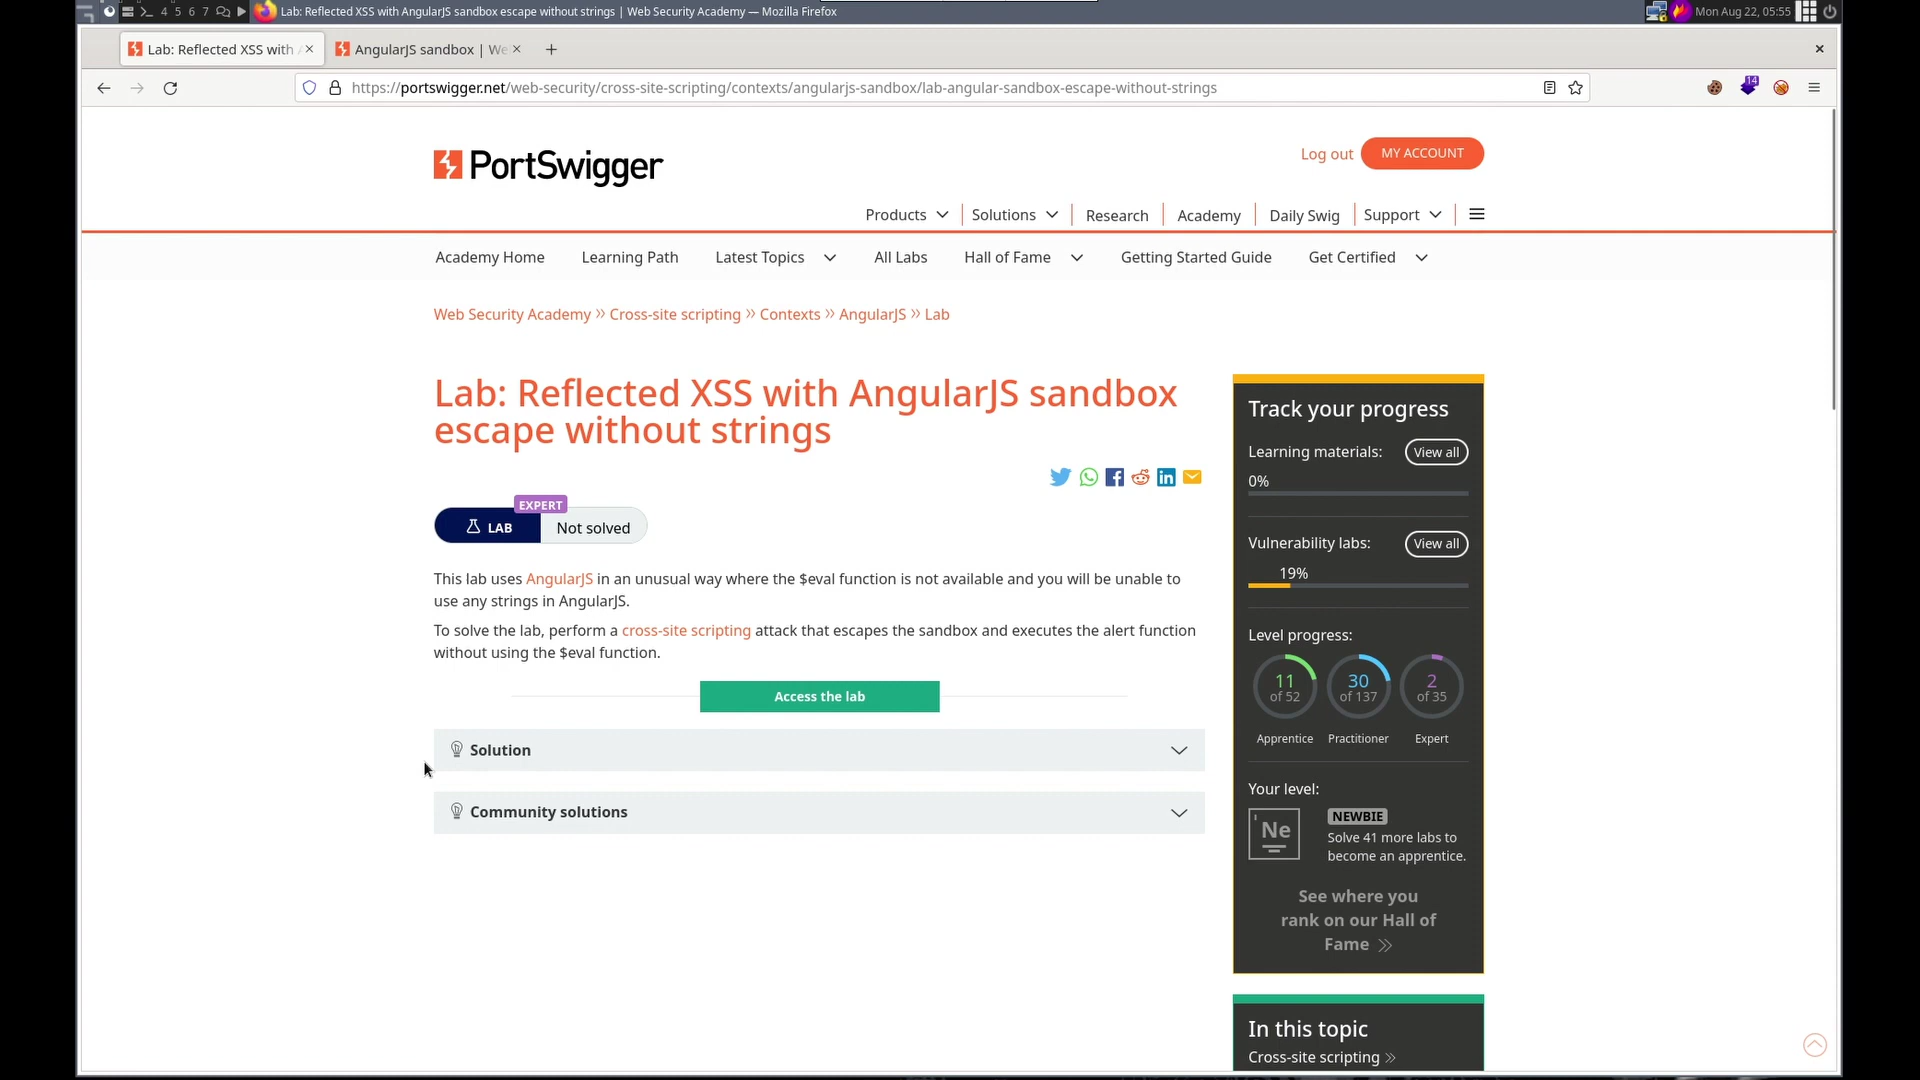 4 5 6 7 Lab: Reflected XSS with AngularJS sandbox escape without strings | Web Security Academy — Mozilla Firefox Mon Aug 22, 05:55
Lab: Reflected XSS with
AngularJS sandbox | We
https://portswigger.net/web-security/cross-site-scripting/contexts/angularjs-sandbox/lab-angular-sandbox-escape-without-strings
14
PortSwigger
Log out
MY ACCOUNT
Products Solutions Research Academy Daily Swig Support
Academy Home Learning Path Latest Topics All Labs Hall of Fame Getting Started Guide Get Certified
Web Security Academy » Cross-site scripting » Contexts » AngularJS » Lab
Lab: Reflected XSS with AngularJS sandbox
escape without strings
EXPERT
LAB
Not solved
This lab uses AngularJS in an unusual way where the $eval function is not available and you will be unable to
use any strings in AngularJS.
To solve the lab, perform a cross-site scripting attack that escapes the sandbox and executes the alert function
without using the $eval function.
Access the lab
Solution
Community solutions
Track your progress
Learning materials:
View all
0%
Vulnerability labs:
View all
19%
Level progress:
11 30 2
of 52 of 137 of 35
Apprentice Practitioner Expert
Your level:
Ne
NEWBIE
Solve 41 more labs to
become an apprentice.
See where you
rank on our Hall of
Fame »
In this topic
Cross-site scripting »